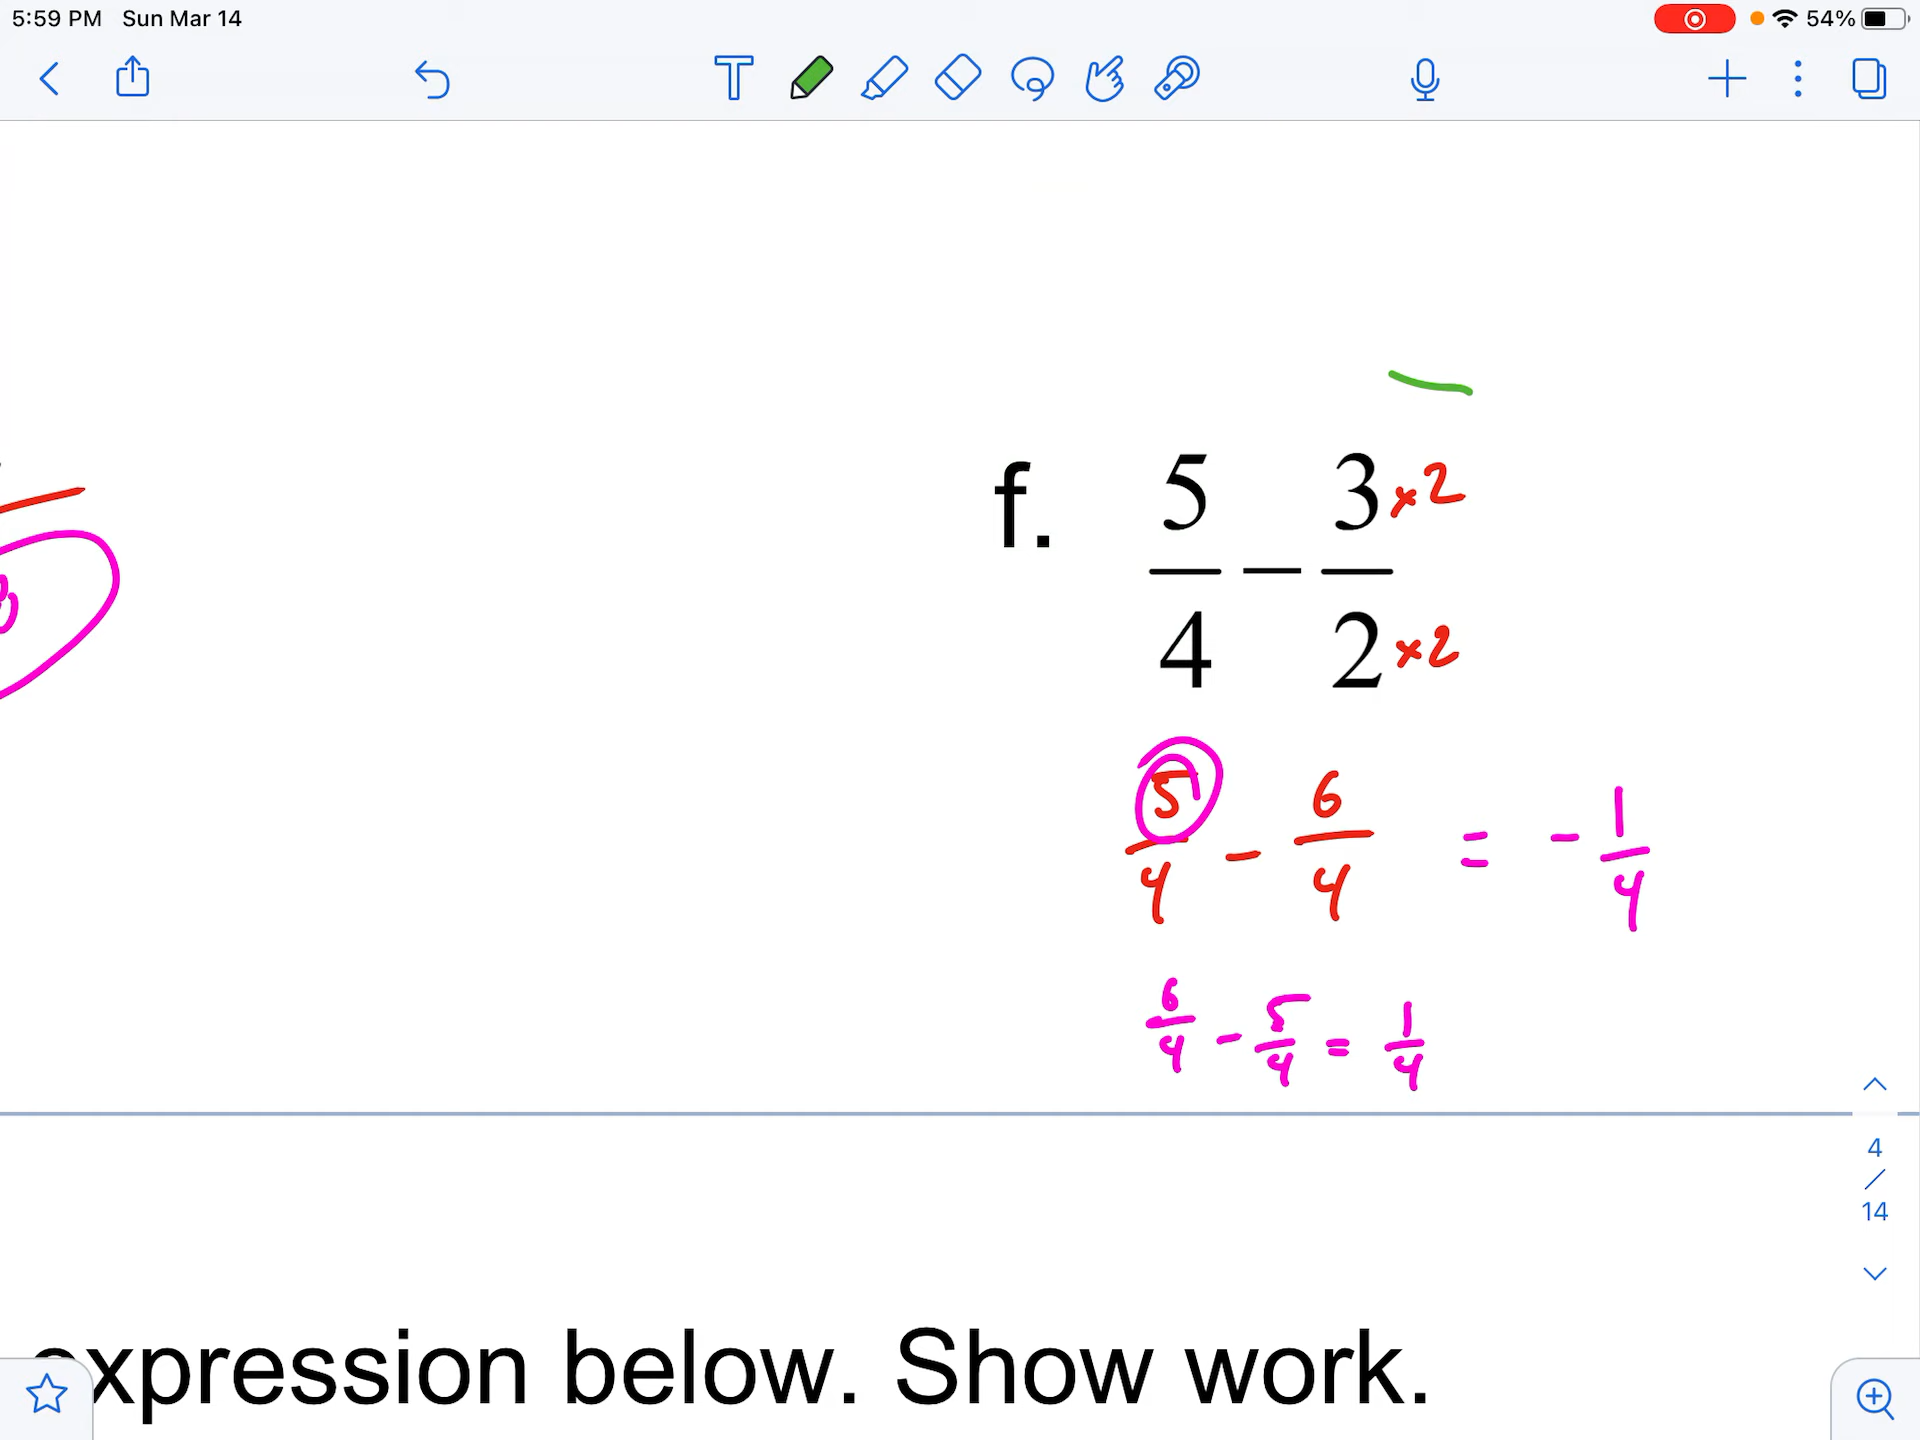 5:59 PM Sun Mar 14
54%
T
f. 5/4 − 3×2/2×2
5/4 - 6/4 = - 1/4
6/4 - 5/4 = 1/4
4
/
14
expression below. Show work.